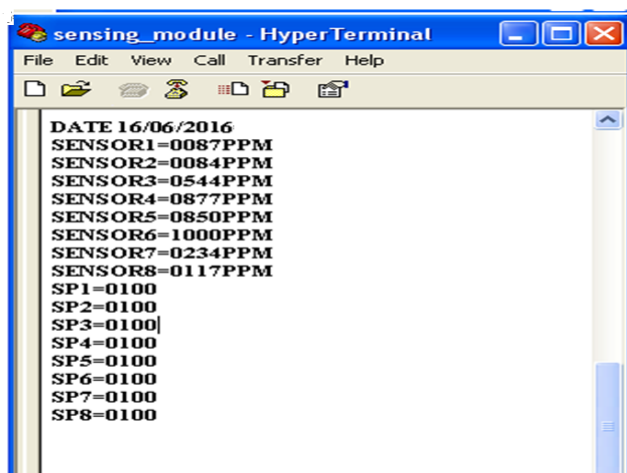 sensing_module - HyperTerminal
File Edit View Call Transfer Help
DATE 16/06/2016
SENSOR1=0087PPM
SENSOR2=0084PPM
SENSOR3=0544PPM
SENSOR4=0877PPM
SENSOR5=0850PPM
SENSOR6=1000PPM
SENSOR7=0234PPM
SENSOR8=0117PPM
SP1=0100
SP2=0100
SP3=0100
SP4=0100
SP5=0100
SP6=0100
SP7=0100
SP8=0100